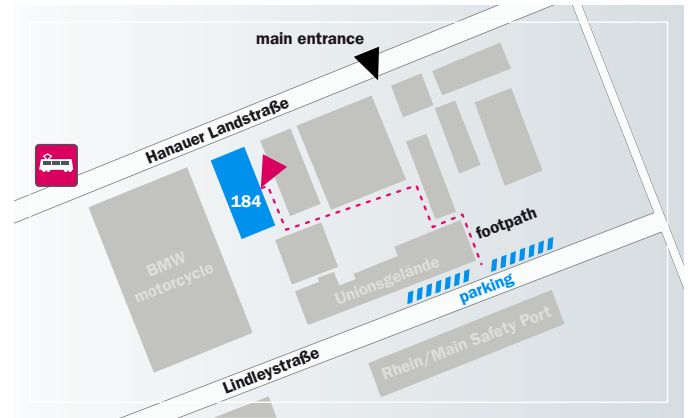 main entrance
Hanauer Landstraße
184
footpath
BMW
motorcycle
Unionsgelände
parking
Rhein/Main Safety Port
Lindleystraße